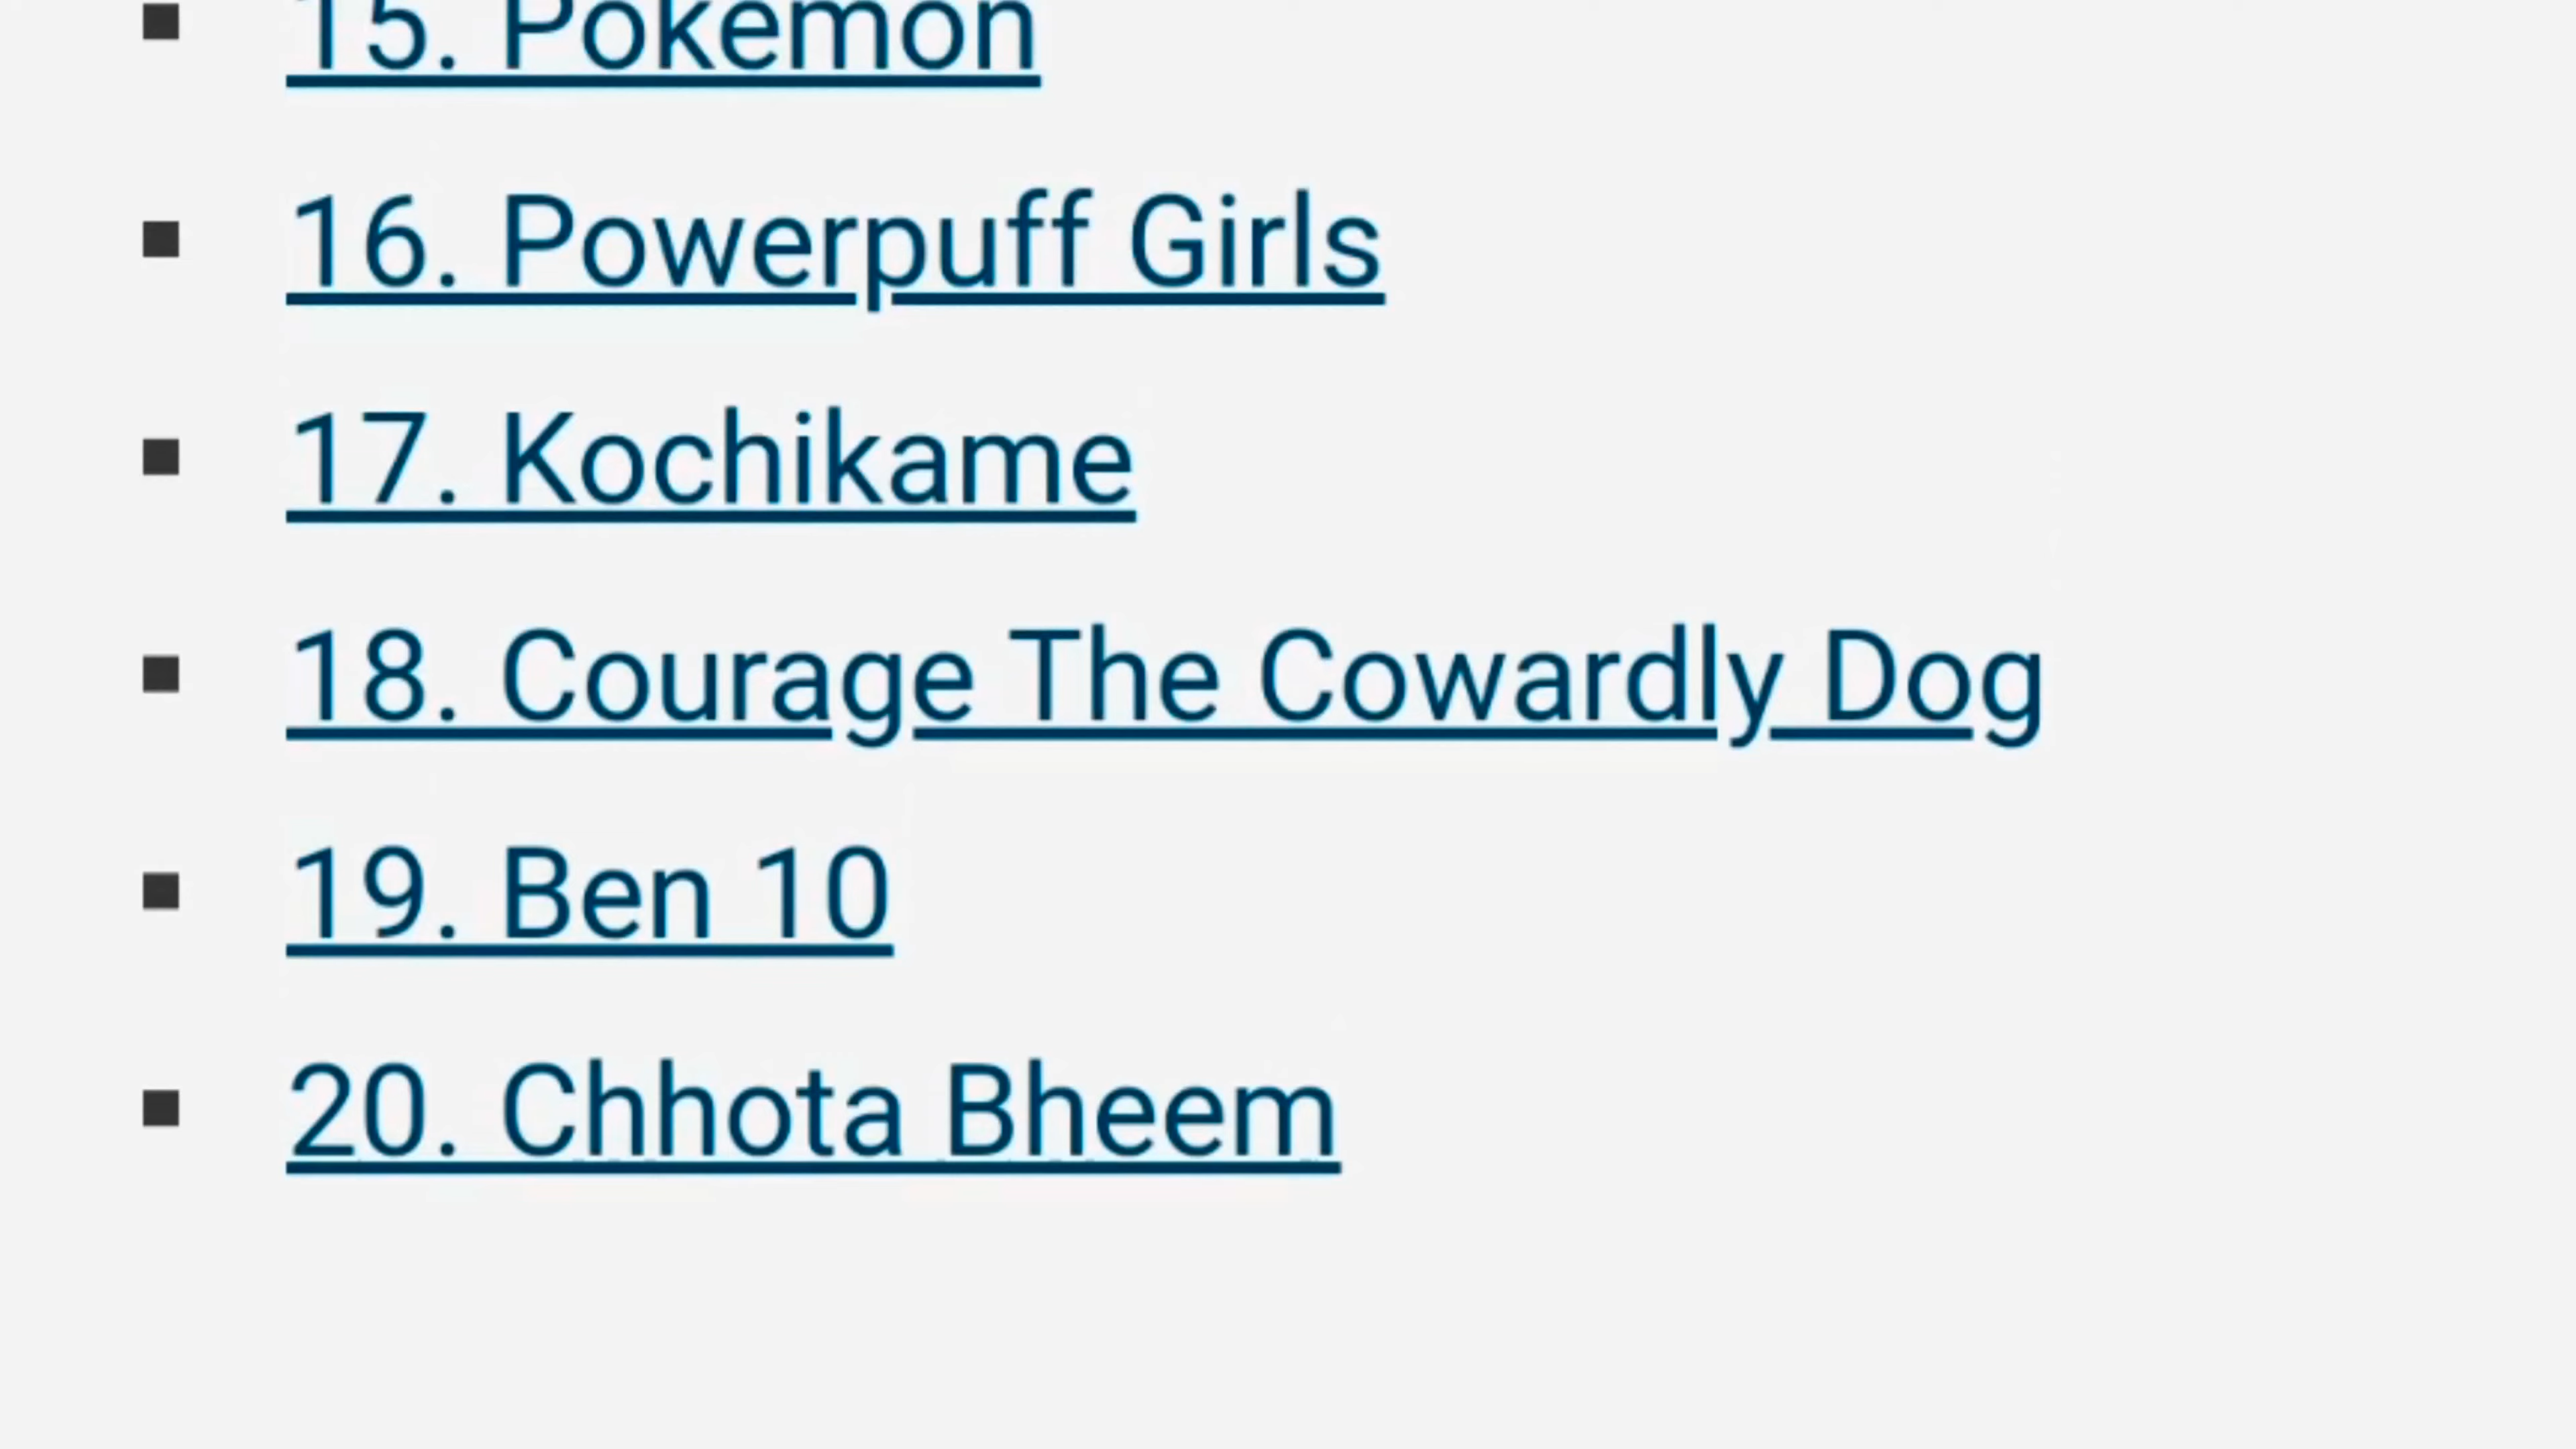 15. Pokemon
16. Powerpuff Girls
17. Kochikame
18. Courage The Cowardly Dog
19. Ben 10
20. Chhota Bheem